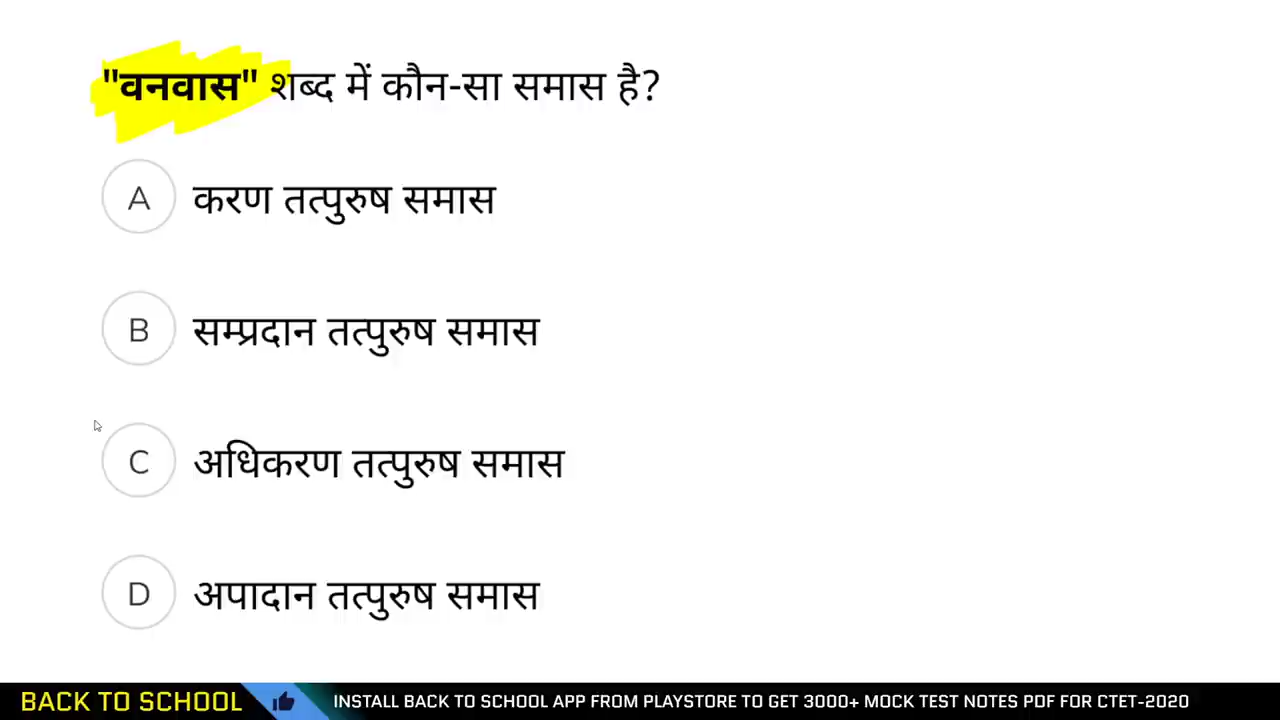 "वनवास" शब्द में कौन-सा समास है?
A करण तत्पुरुष समास
B सम्प्रदान तत्पुरुष समास
C अधिकरण तत्पुरुष समास
D अपादान तत्पुरुष समास
BACK TO SCHOOL INSTALL BACK TO SCHOOL APP FROM PLAYSTORE TO GET 3000+ MOCK TEST NOTES PDF FOR CTET-2020